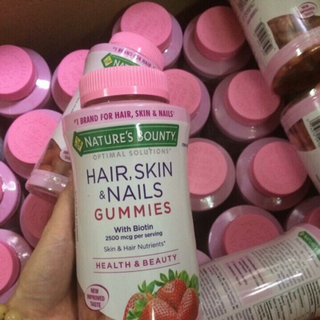 #1 BRAND FOR HAIR, SKIN & NAILS
NATURE'S BOUNTY
OPTIMAL SOLUTIONS
HAIR, SKIN
& NAILS
GUMMIES
With Biotin
2500 mcg per serving
Skin & Hair Nutrients
HEALTH & BEAUTY
NEW
IMPROVED
TASTE